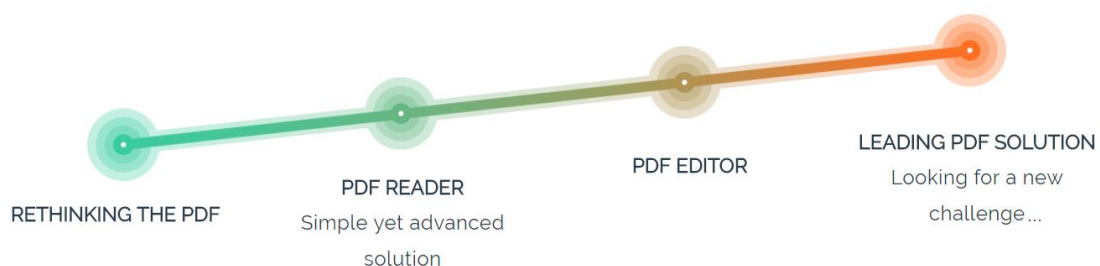 RETHINKING THE PDF
PDF READER
Simple yet advanced
solution
PDF EDITOR
LEADING PDF SOLUTION
Looking for a new
challenge...